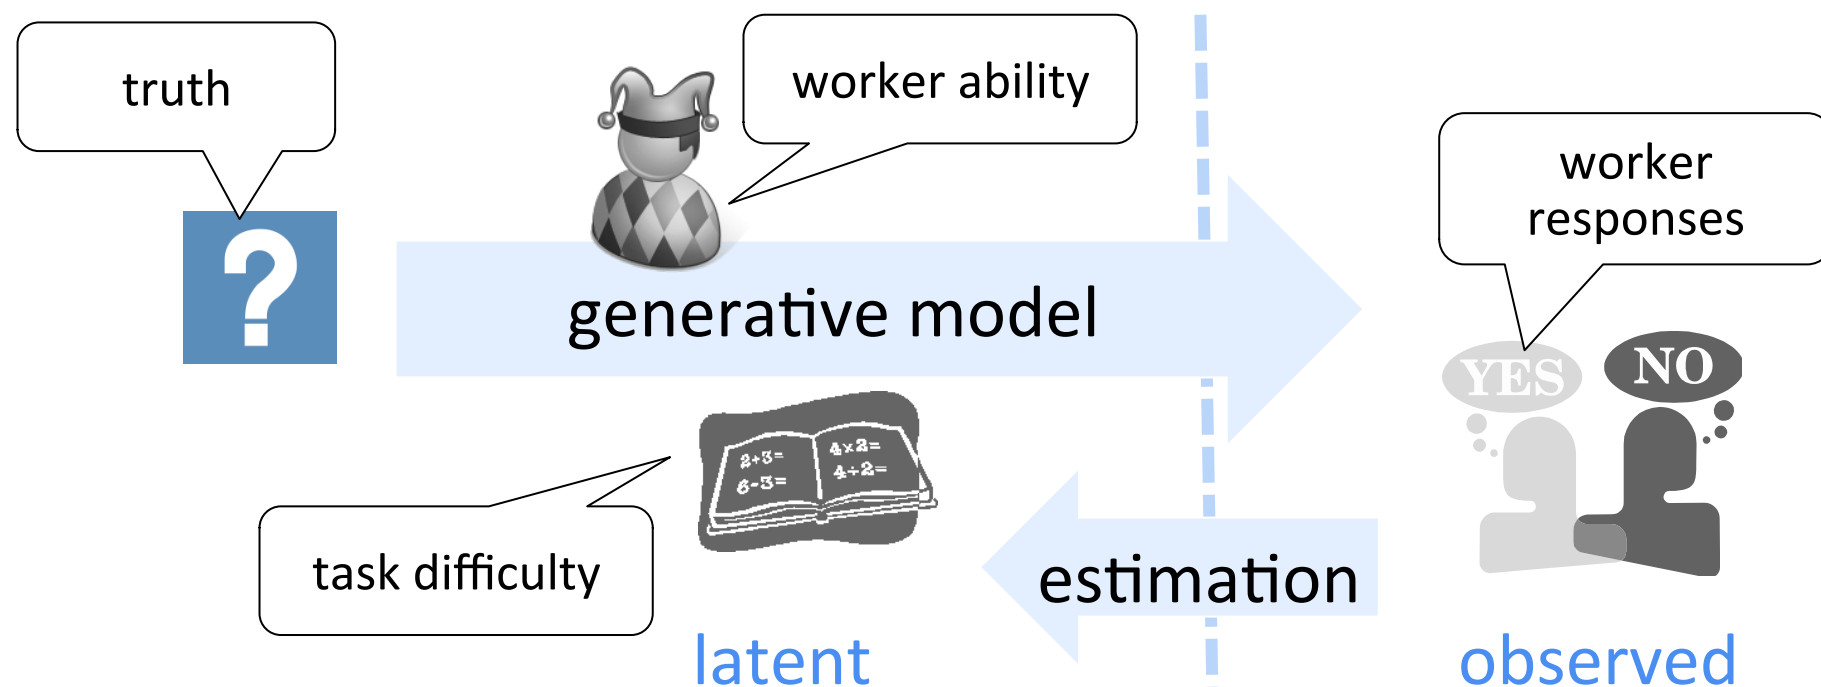 truth
worker ability
worker
responses
?
generative model
YES
NO
2+3=
6-3=
4×2=
4÷2=
task difficulty
estimation
latent
observed